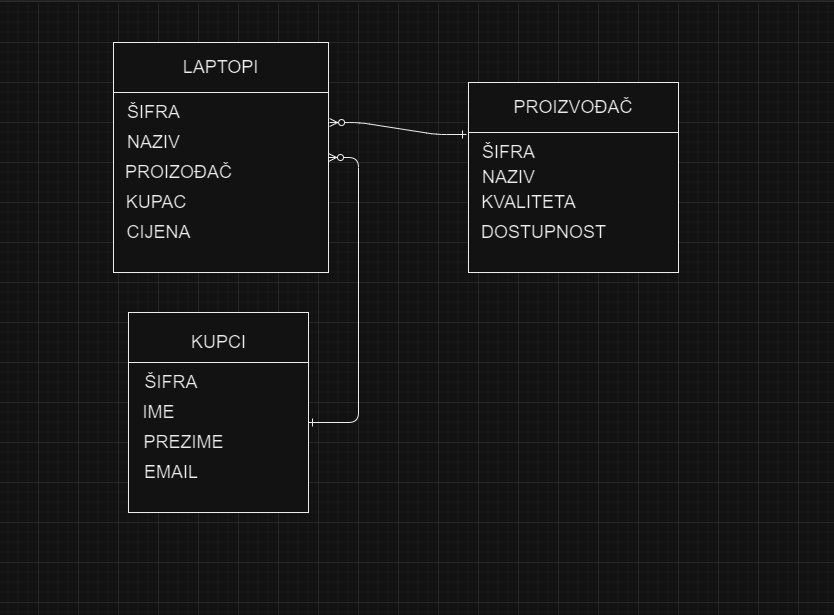 LAPTOPI
ŠIFRA
NAZIV
PROIZOĐAČ
KUPAC
CIJENA
PROIZVOĐAČ
ŠIFRA
NAZIV
KVALITETA
DOSTUPNOST
KUPCI
ŠIFRA
IME
PREZIME
EMAIL